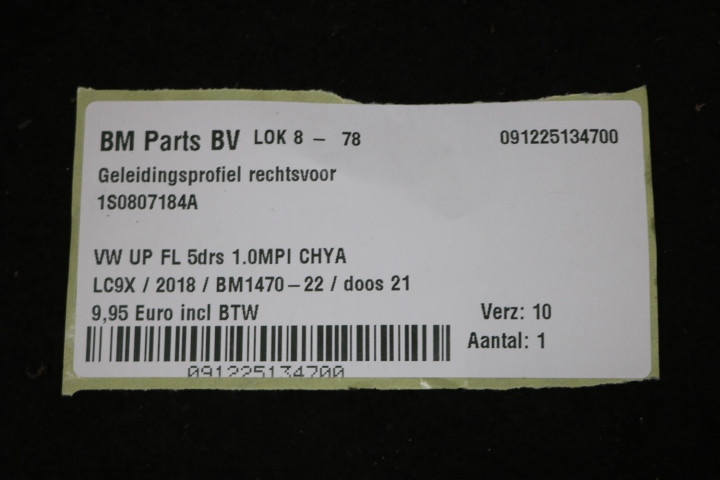 BM Parts BV LOK 8 – 78 091225134700
Geleidingsprofiel rechtsvoor
1S0807184A
VW UP FL 5drs 1.0MPI CHYA
LC9X / 2018 / BM1470-22 / doos 21
9,95 Euro incl BTW Verz: 10
Aantal: 1
091225134700